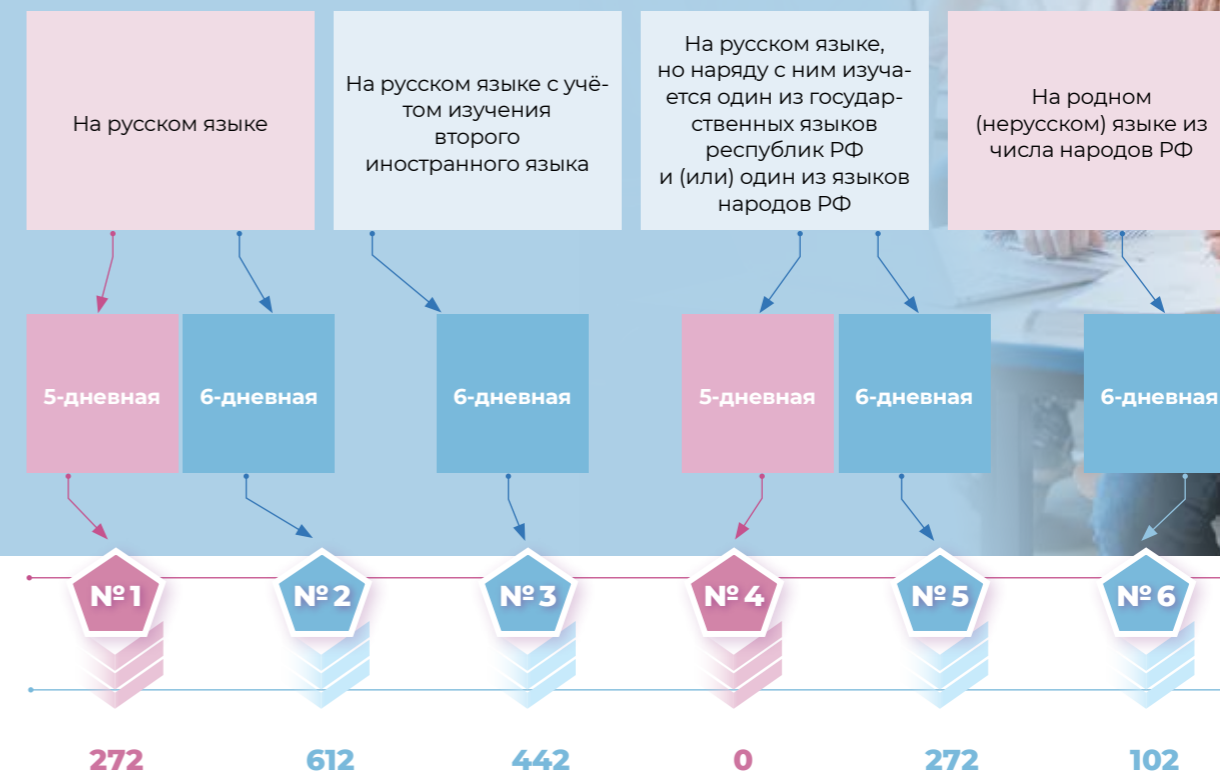 На русском языке
На русском языке с учё-
том изучения
второго
иностранного языка
На русском языке,
но наряду с ним изуча-
ется один из государ-
ственных языков
республик РФ
и (или) один из языков
народов РФ
На родном
(нерусском) языке из
числа народов РФ
5-дневная
6-дневная
6-дневная
5-дневная
6-дневная
6-дневная
№ 1
№ 2
№ 3
№ 4
№ 5
№ 6
272
612
442
0
272
102